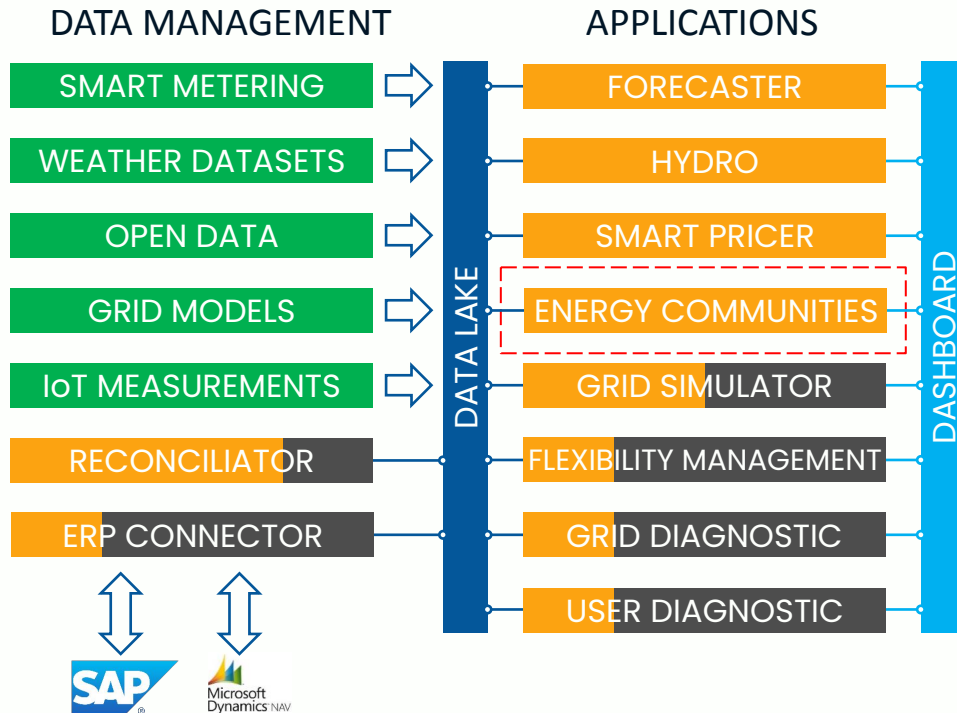 DATA MANAGEMENT
APPLICATIONS
SMART METERING
WEATHER DATASETS
OPEN DATA
GRID MODELS
IoT MEASUREMENTS
RECONCILIATOR
ERP CONNECTOR
SAP
®
Microsoft
Dynamics NAV
DATA LAKE
FORECASTER
HYDRO
SMART PRICER
ENERGY COMMUNITIES
GRID SIMULATOR
FLEXIBILITY MANAGEMENT
GRID DIAGNOSTIC
USER DIAGNOSTIC
DASHBOARD